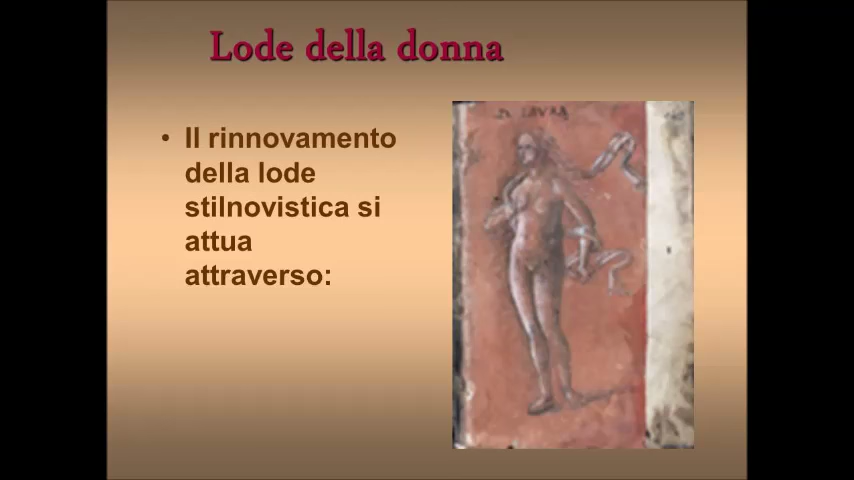 Lode della donna
• Il rinnovamento
della lode
stilnovistica si
attua
attraverso: